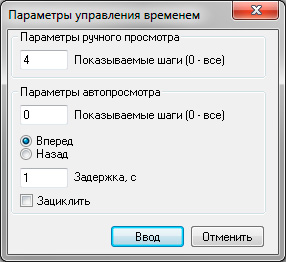 Параметры управления временем
Параметры ручного просмотра
4 Показываемые шаги (0 - все)
Параметры автопросмотра
0 Показываемые шаги (0 - все)
Вперед
Назад
1 Задержка, с
Зациклить
Ввод Отменить